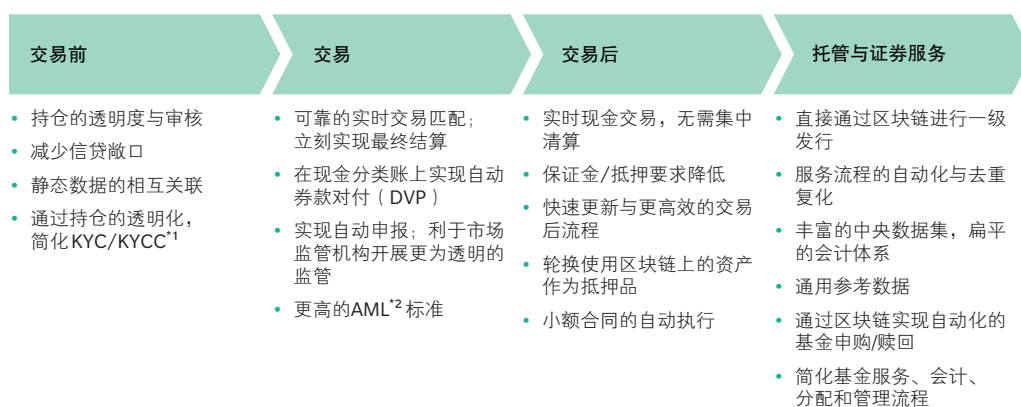 交易前
持仓的透明度与审核
减少信贷敞口
静态数据的相互关联
通过持仓的透明化，
简化KYC/KYCC*1
交易
可靠的实时交易匹配；
立刻实现最终结算
在现金分类账上实现自动
券款对付（DVP）
实现自动申报；利于市场
监管机构开展更为透明的
监管
更高的AML*2 标准
交易后
实时现金交易，无需集中
清算
保证金/抵押要求降低
快速更新与更高效的交易
后流程
轮换使用区块链上的资产
作为抵押品
小额合同的自动执行
托管与证券服务
直接通过区块链进行一级
发行
服务流程的自动化与去重
复化
丰富的中央数据集，扁平
的会计体系
通用参考数据
通过区块链实现自动化的
基金申购/赎回
简化基金服务、会计、
分配和管理流程